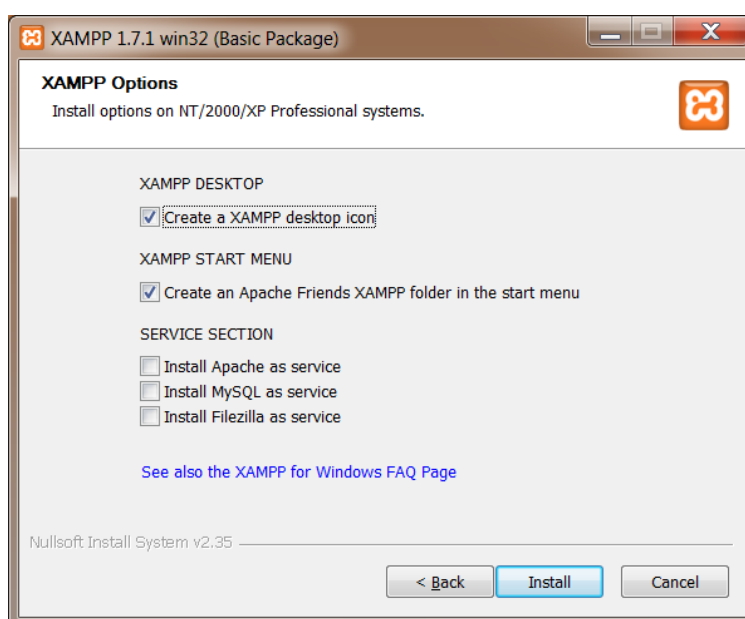 XAMPP 1.7.1 win32 (Basic Package)
XAMPP Options
Install options on NT/2000/XP Professional systems.
XAMPP DESKTOP
Create a XAMPP desktop icon
XAMPP START MENU
Create an Apache Friends XAMPP folder in the start menu
SERVICE SECTION
Install Apache as service
Install MySQL as service
Install Filezilla as service
See also the XAMPP for Windows FAQ Page
Nullsoft Install System v2.35
< Back
Install
Cancel